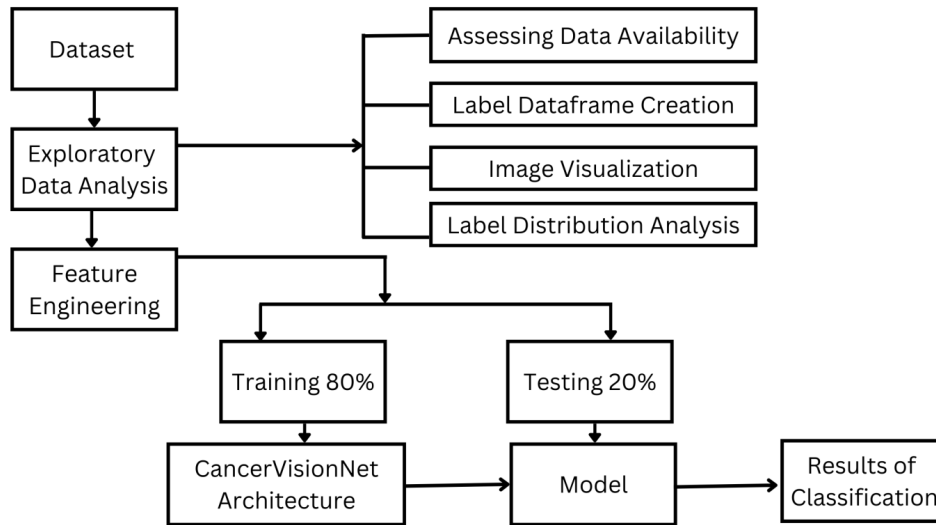 Dataset
Assessing Data Availability
Label Dataframe Creation
Exploratory
Data Analysis
Image Visualization
Label Distribution Analysis
Feature
Engineering
Training 80%
Testing 20%
CancerVisionNet
Architecture
Model
Results of
Classification